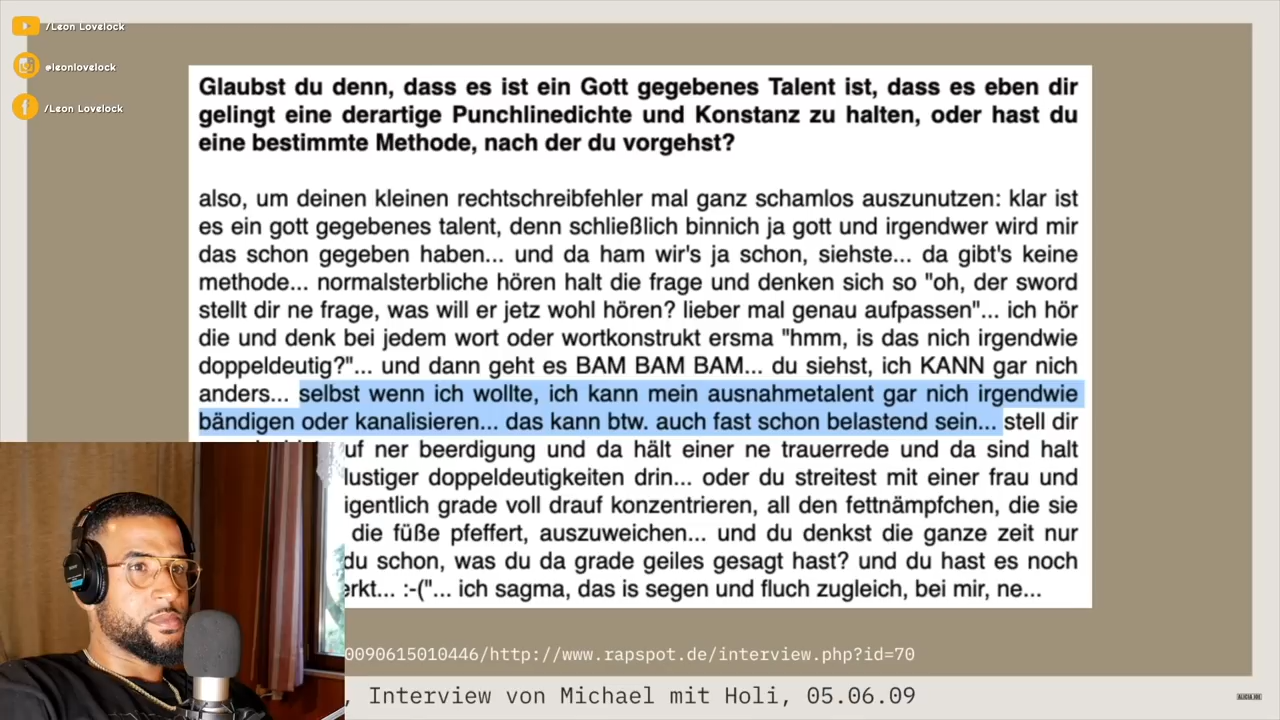 /Leon Lovelock
@leonlovelock
/Leon Lovelock
Glaubst du denn, dass es ist ein Gott gegebenes Talent ist, dass es eben dir
gelingt eine derartige Punchlinedichte und Konstanz zu halten, oder hast du
eine bestimmte Methode, nach der du vorgehst?
also, um deinen kleinen rechtschreibfehler mal ganz schamlos auszunutzen: klar ist
es ein gott gegebenes talent, denn schließlich binnich ja gott und irgendwer wird mir
das schon gegeben haben... und da ham wir's ja schon, siehste... da gibt's keine
methode... normalsterbliche hören halt die frage und denken sich so "oh, der sword
stellt dir ne frage, was will er jetz wohl hören? lieber mal genau aufpassen"... ich hör
die und denk bei jedem wort oder wortkonstrukt ersma "hmm, is das nich irgendwie
doppeldeutig?"... und dann geht es BAM BAM BAM... du siehst, ich KANN gar nich
anders... selbst wenn ich wollte, ich kann mein ausnahmetalent gar nich irgendwie
bändigen oder kanalisieren... das kann btw. auch fast schon belastend sein... stell dir
uf ner beerdigung und da hält einer ne trauerrede und da sind halt
lustiger doppeldeutigkeiten drin... oder du streitest mit einer frau und
igentlich grade voll drauf konzentrieren, all den fettnämpfchen, die sie
die füße pfeffert, auszuweichen... und du denkst die ganze zeit nur
du schon, was du da grade geiles gesagt hast? und du hast es noch
erkt... :-("... ich sagma, das is segen und fluch zugleich, bei mir, ne...
0090615010446/http://www.rapspot.de/interview.php?id=70
, Interview von Michael mit Holi, 05.06.09
ALICIA JOE